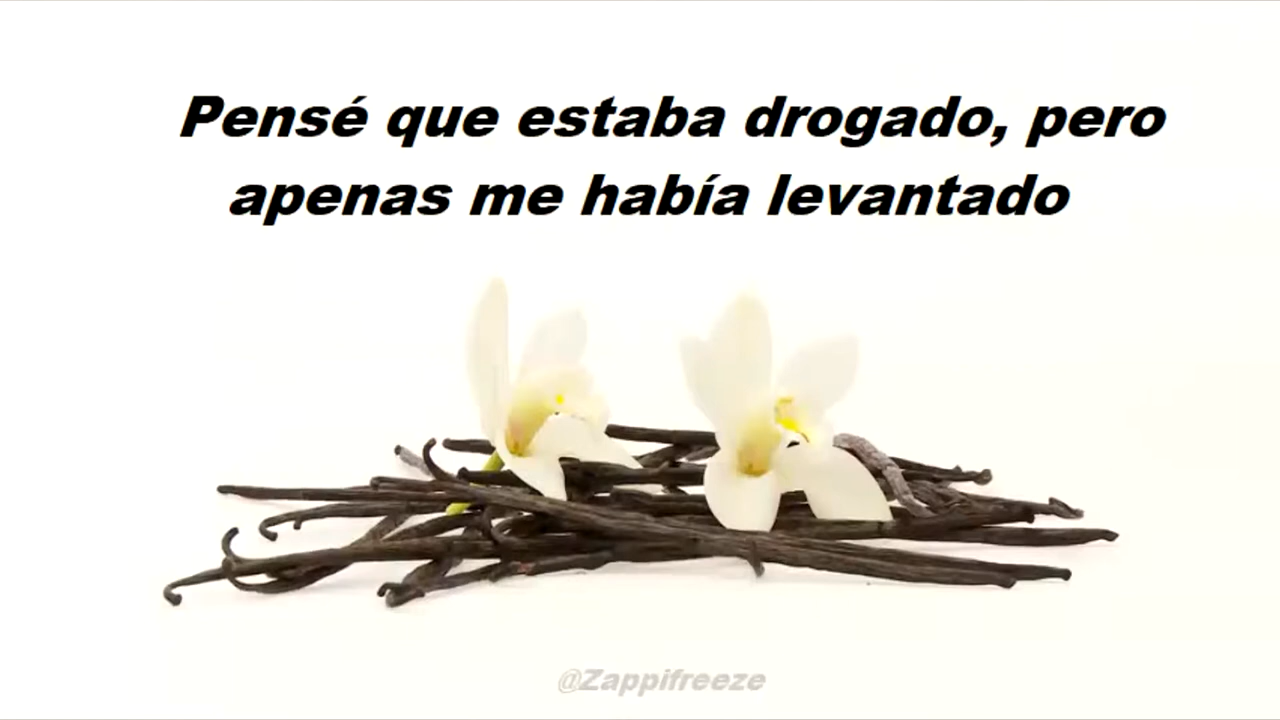 Pensé que estaba drogado, pero
apenas me había levantado
@Zappifreeze